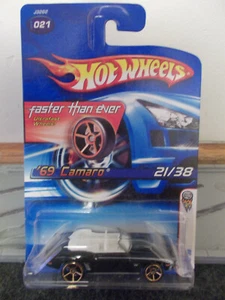 021
HOT WHEELS
faster than ever
'69 Camaro
21/38